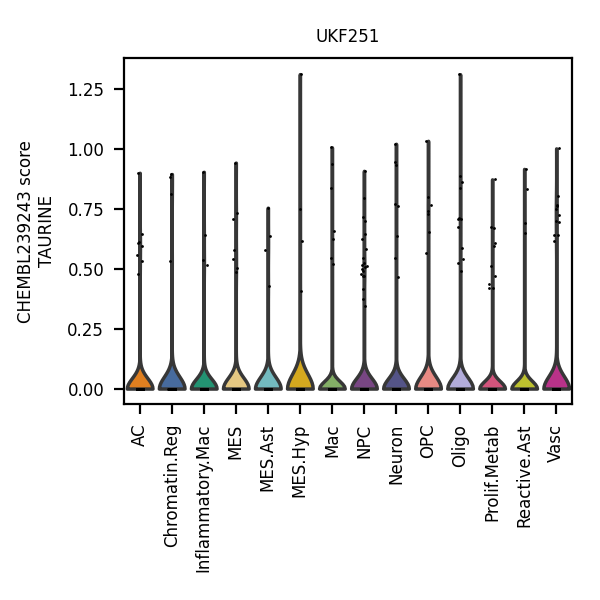 UKF251
CHEMBL239243 score
TAURINE
1.25
1.00
0.75
0.50
0.25
0.00
AC
Chromatin.Reg
Inflammatory.Mac
MES
MES.Ast
MES.Hyp
Mac
NPC
Neuron
OPC
Oligo
Prolif.Metab
Reactive.Ast
Vasc